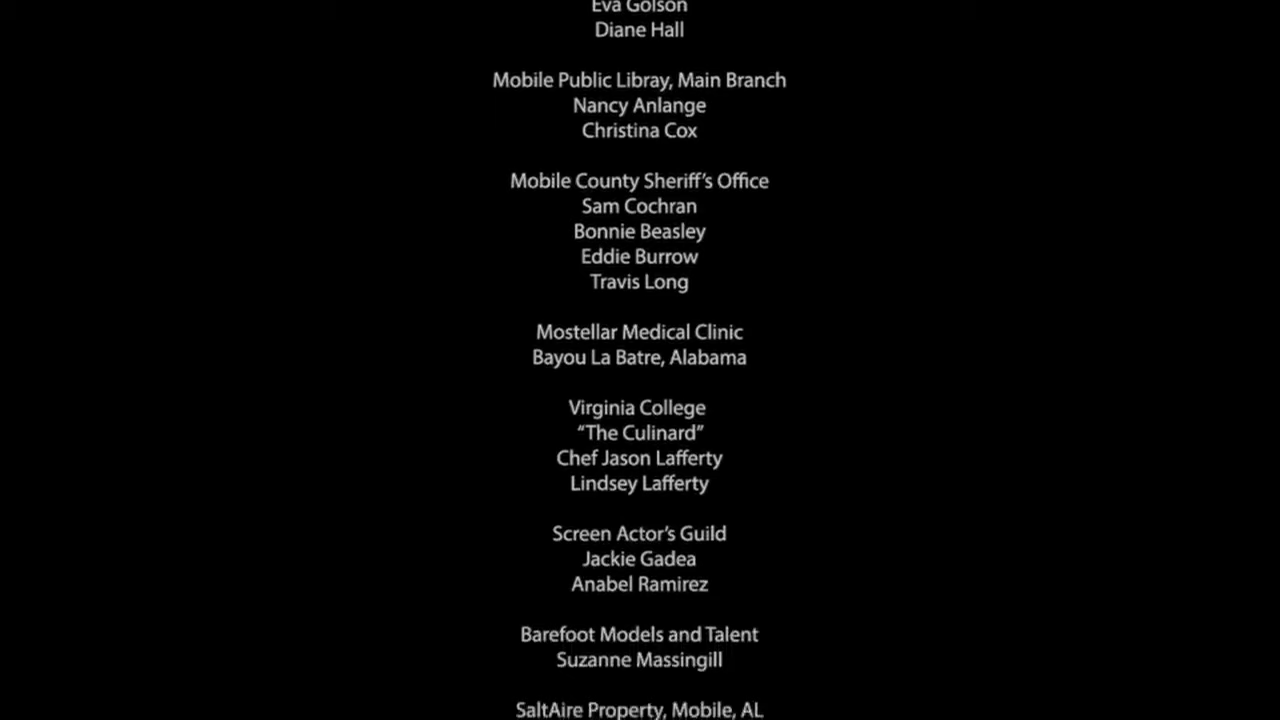 Eva Golson
Diane Hall
Mobile Public Libray, Main Branch
Nancy Anlange
Christina Cox
Mobile County Sheriff's Office
Sam Cochran
Bonnie Beasley
Eddie Burrow
Travis Long
Mostellar Medical Clinic
Bayou La Batre, Alabama
Virginia College
“The Culinard”
Chef Jason Lafferty
Lindsey Lafferty
Screen Actor's Guild
Jackie Gadea
Anabel Ramirez
Barefoot Models and Talent
Suzanne Massingill
SaltAire Property, Mobile, AL